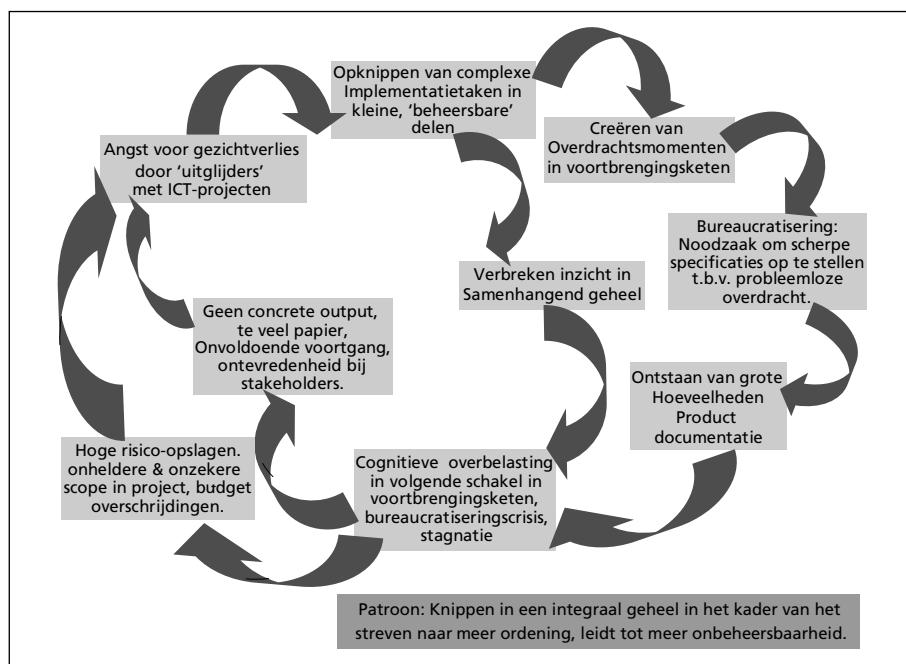 Opknippen van complexe
Implementatietaken in
kleine, ‘beheersbare’
delen
Creëren van
Overdrachtsmomenten
in voortbrengingsketen
Angst voor gezichtverlies
door ‘uitglijders’
met ICT-projecten
Bureaucratisering:
Noodzaak om scherpe
specificaties op te stellen
t.b.v. probleemloze
overdracht.
Verbreken inzicht in
Samenhangend geheel
Geen concrete output,
te veel papier,
Onvoldoende voortgang,
ontevredenheid bij
stakeholders.
Ontstaan van grote
Hoeveelheden
Product
documentatie
Hoge risico-opslagen.
onheldere & onzekere
scope in project, budget
overschrijdingen.
Cognitieve overbelasting
in volgende schakel in
voortbrengingsketen,
bureaucratiseringscrisis,
stagnatie
Patroon: Knippen in een integraal geheel in het kader van het
streven naar meer ordening, leidt tot meer onbeheersbaarheid.